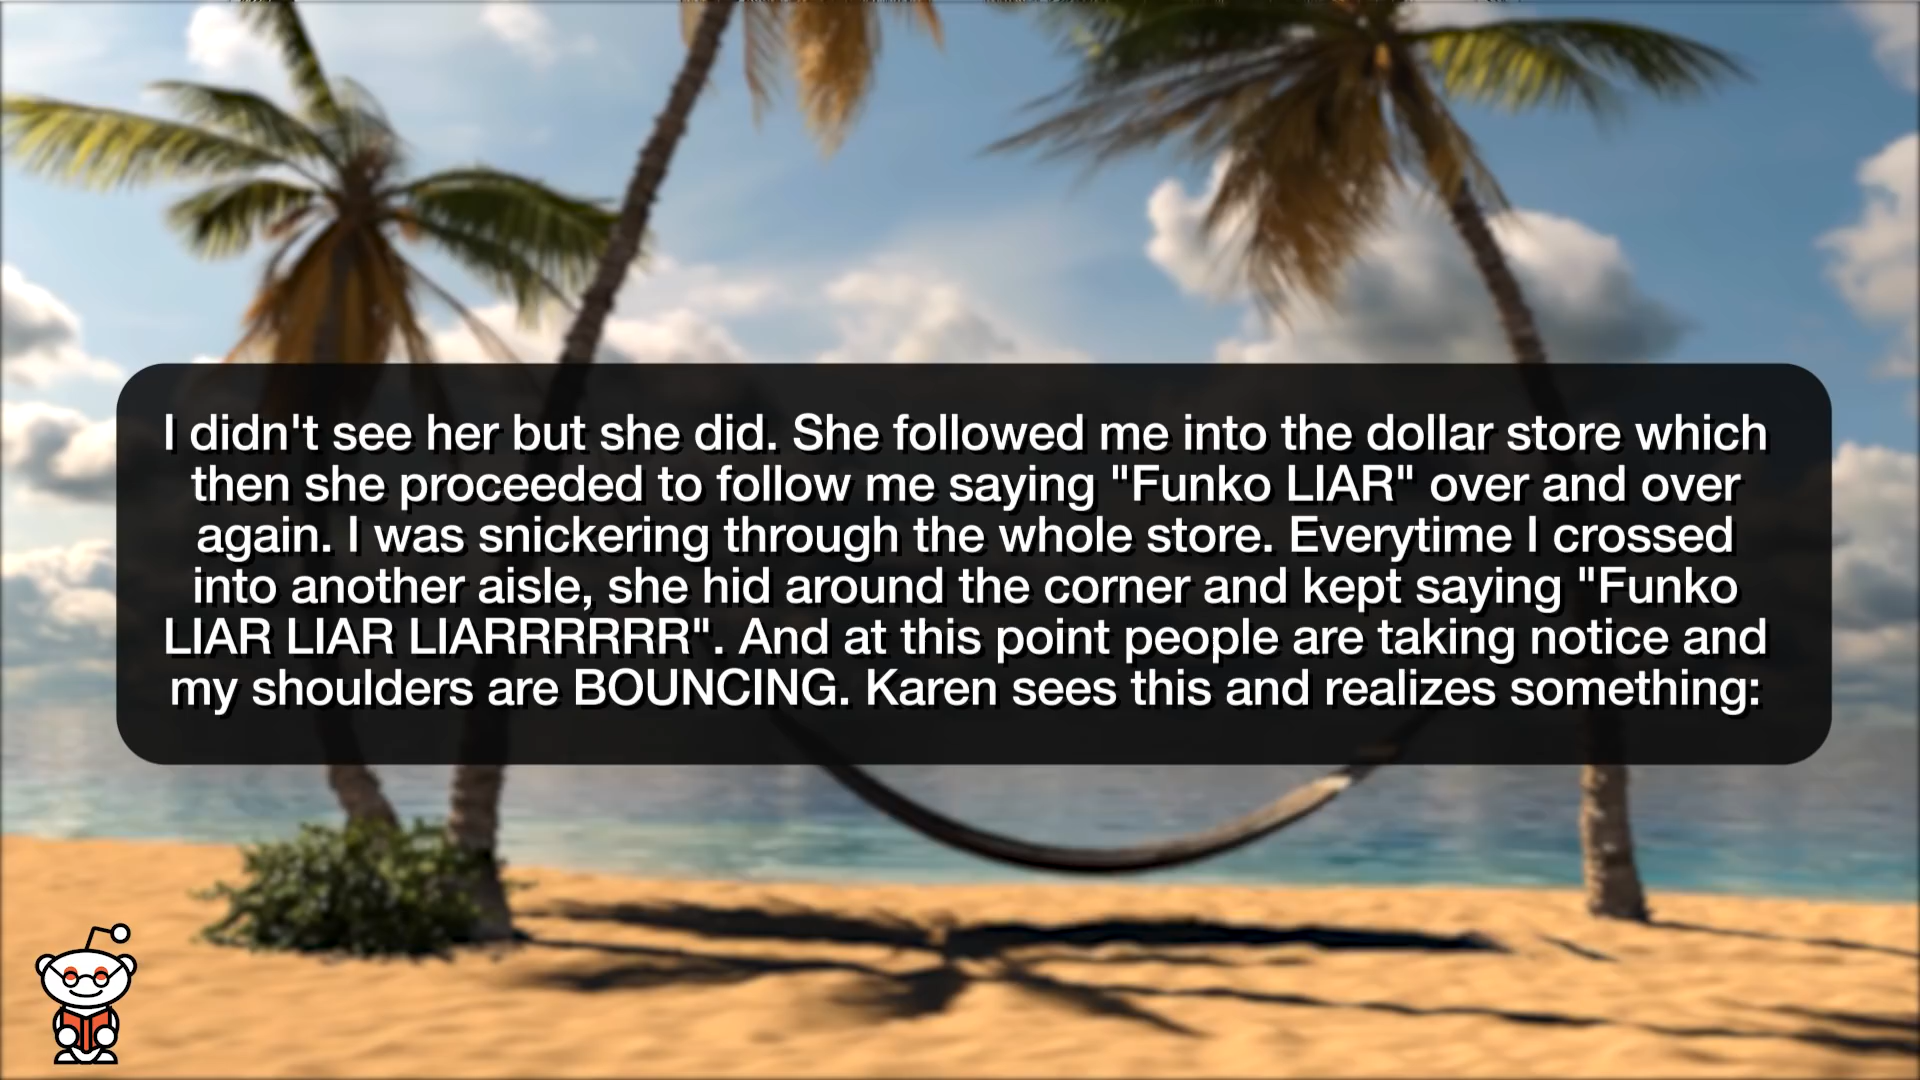 I didn't see her but she did. She followed me into the dollar store which
then she proceeded to follow me saying "Funko LIAR" over and over
again. I was snickering through the whole store. Everytime I crossed
into another aisle, she hid around the corner and kept saying "Funko
LIAR LIAR LIARRRRRR". And at this point people are taking notice and
my shoulders are BOUNCING. Karen sees this and realizes something: